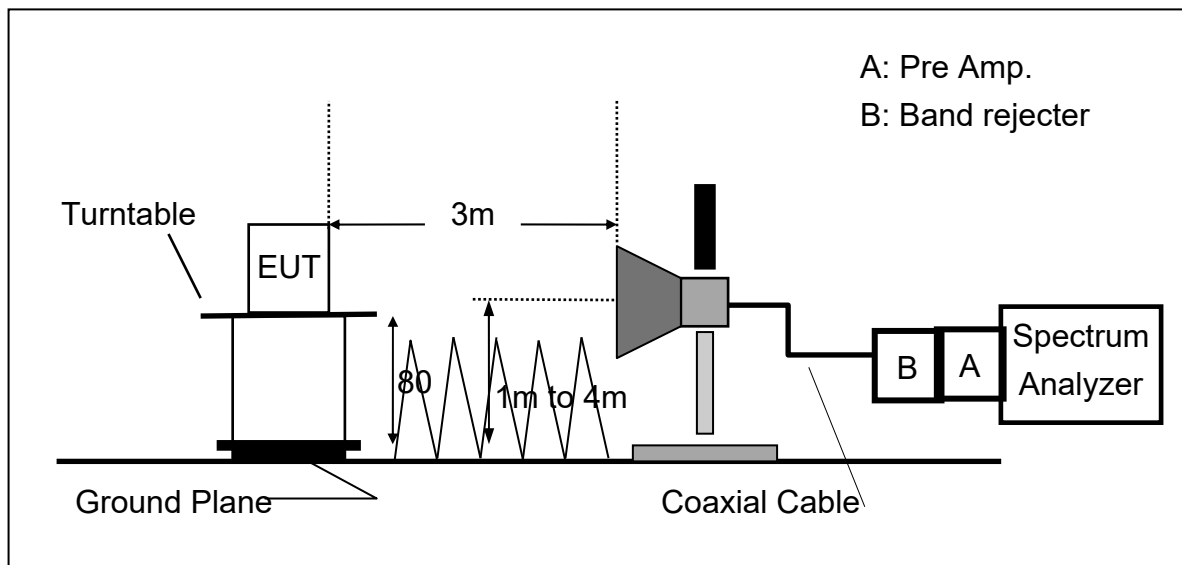 A: Pre Amp.
B: Band rejecter
Turntable
3m
EUT
80
1m to 4m
B
A
Spectrum
Analyzer
Ground Plane
Coaxial Cable